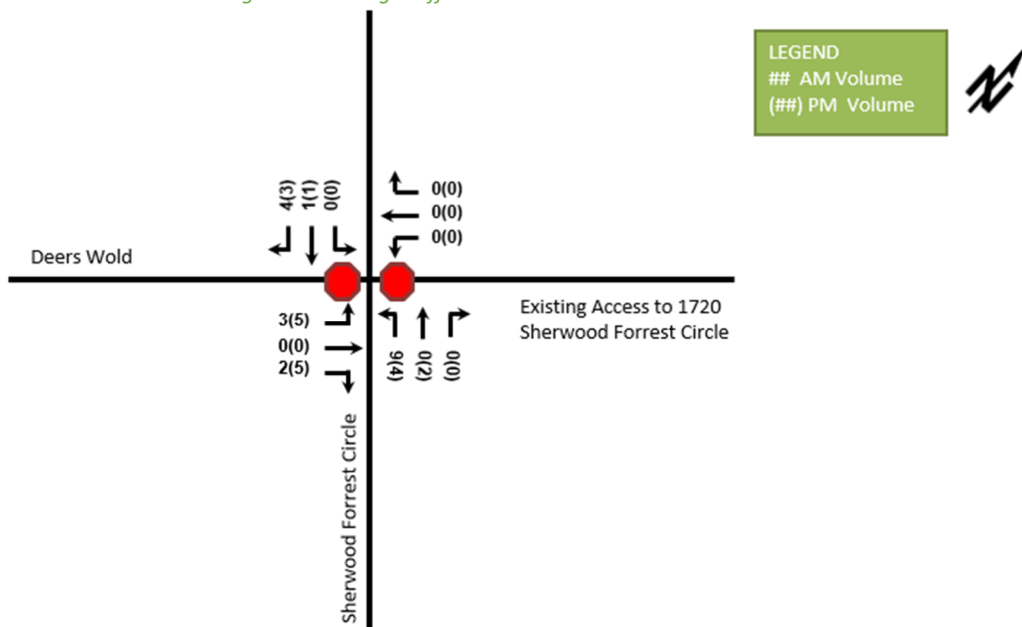 LEGEND
## AM Volume
(##) PM Volume
4(3)
1(1)
0(0)
0(0)
0(0)
0(0)
Deers Wold
Existing Access to 1720
Sherwood Forrest Circle
3(5)
0(0)
2(5)
9(4)
0(2)
0(0)
Sherwood Forrest Circle